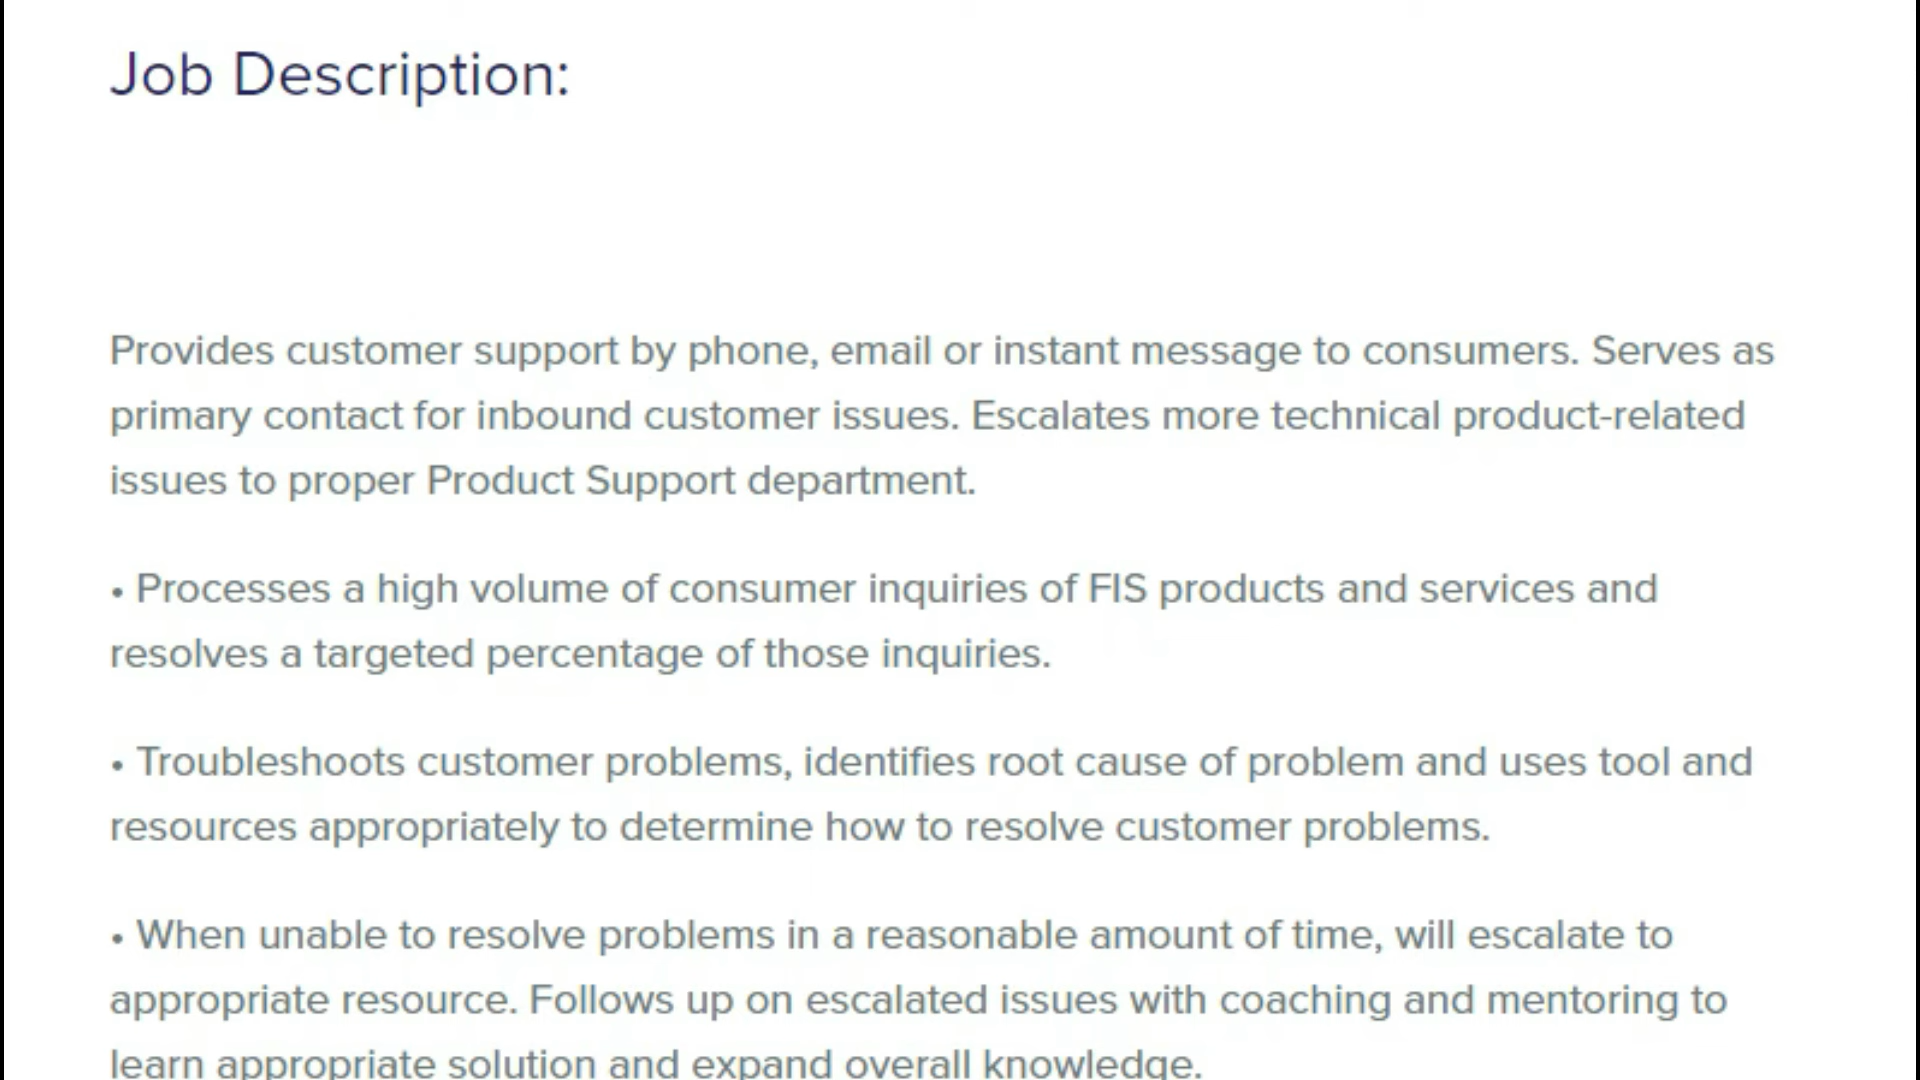 Job Description:
Provides customer support by phone, email or instant message to consumers. Serves as
primary contact for inbound customer issues. Escalates more technical product-related
issues to proper Product Support department.
• Processes a high volume of consumer inquiries of FIS products and services and
resolves a targeted percentage of those inquiries.
• Troubleshoots customer problems, identifies root cause of problem and uses tool and
resources appropriately to determine how to resolve customer problems.
• When unable to resolve problems in a reasonable amount of time, will escalate to
appropriate resource. Follows up on escalated issues with coaching and mentoring to
learn appropriate solution and expand overall knowledge.